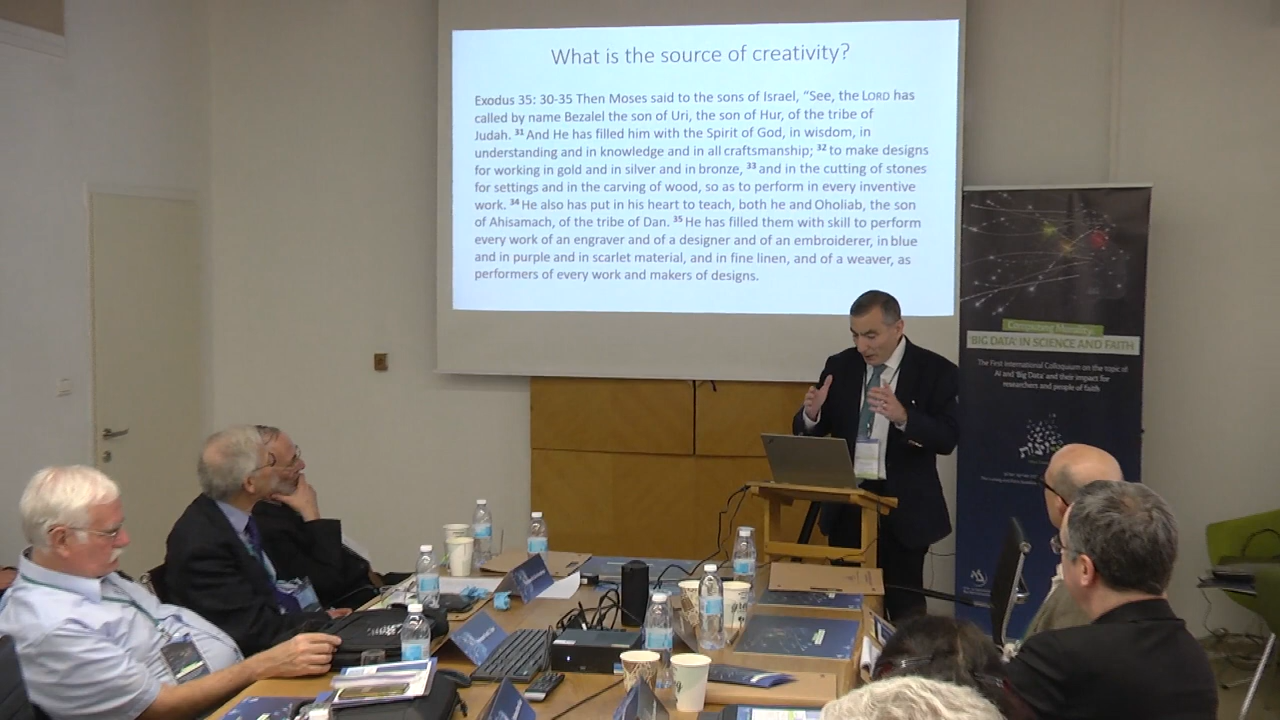 What is the source of creativity?
Exodus 35: 30-35 Then Moses said to the sons of Israel, “See, the LORD has
called by name Bezalel the son of Uri, the son of Hur, of the tribe of
Judah. 31 And He has filled him with the Spirit of God, in wisdom, in
understanding and in knowledge and in all craftsmanship; 32 to make designs
for working in gold and in silver and in bronze, 33 and in the cutting of stones
for settings and in the carving of wood, so as to perform in every inventive
work. 34 He also has put in his heart to teach, both he and Oholiab, the son
of Ahisamach, of the tribe of Dan. 35 He has filled them with skill to perform
every work of an engraver and of a designer and of an embroiderer, in blue
and in purple and in scarlet material, and in fine linen, and of a weaver, as
performers of every work and makers of designs.
Computing Morality:
'BIG DATA' IN SCIENCE AND FAITH
The First International Colloquium on the topic of
AI and 'Big Data' and their impact for
researchers and people of faith